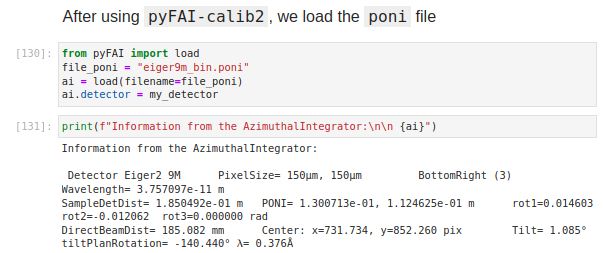 After using pyFAI-calib2, we load the poni file
[130]: from pyFAI import load
file_poni = "eiger9m_bin.poni"
ai = load(filename=file_poni)
ai.detector = my_detector
[131]: print(f"Information from the AzimuthalIntegrator:\n\n {ai}")
Information from the AzimuthalIntegrator:
Detector Eiger2 9M PixelSize= 150µm, 150µm BottomRight (3)
Wavelength= 3.757097e-11 m
SampleDetDist= 1.850492e-01 m PONI= 1.300713e-01, 1.124625e-01 m rot1=0.014603
rot2=-0.012062 rot3=0.000000 rad
DirectBeamDist= 185.082 mm Center: x=731.734, y=852.260 pix Tilt= 1.085°
tiltPlanRotation= -140.440° λ= 0.376Å